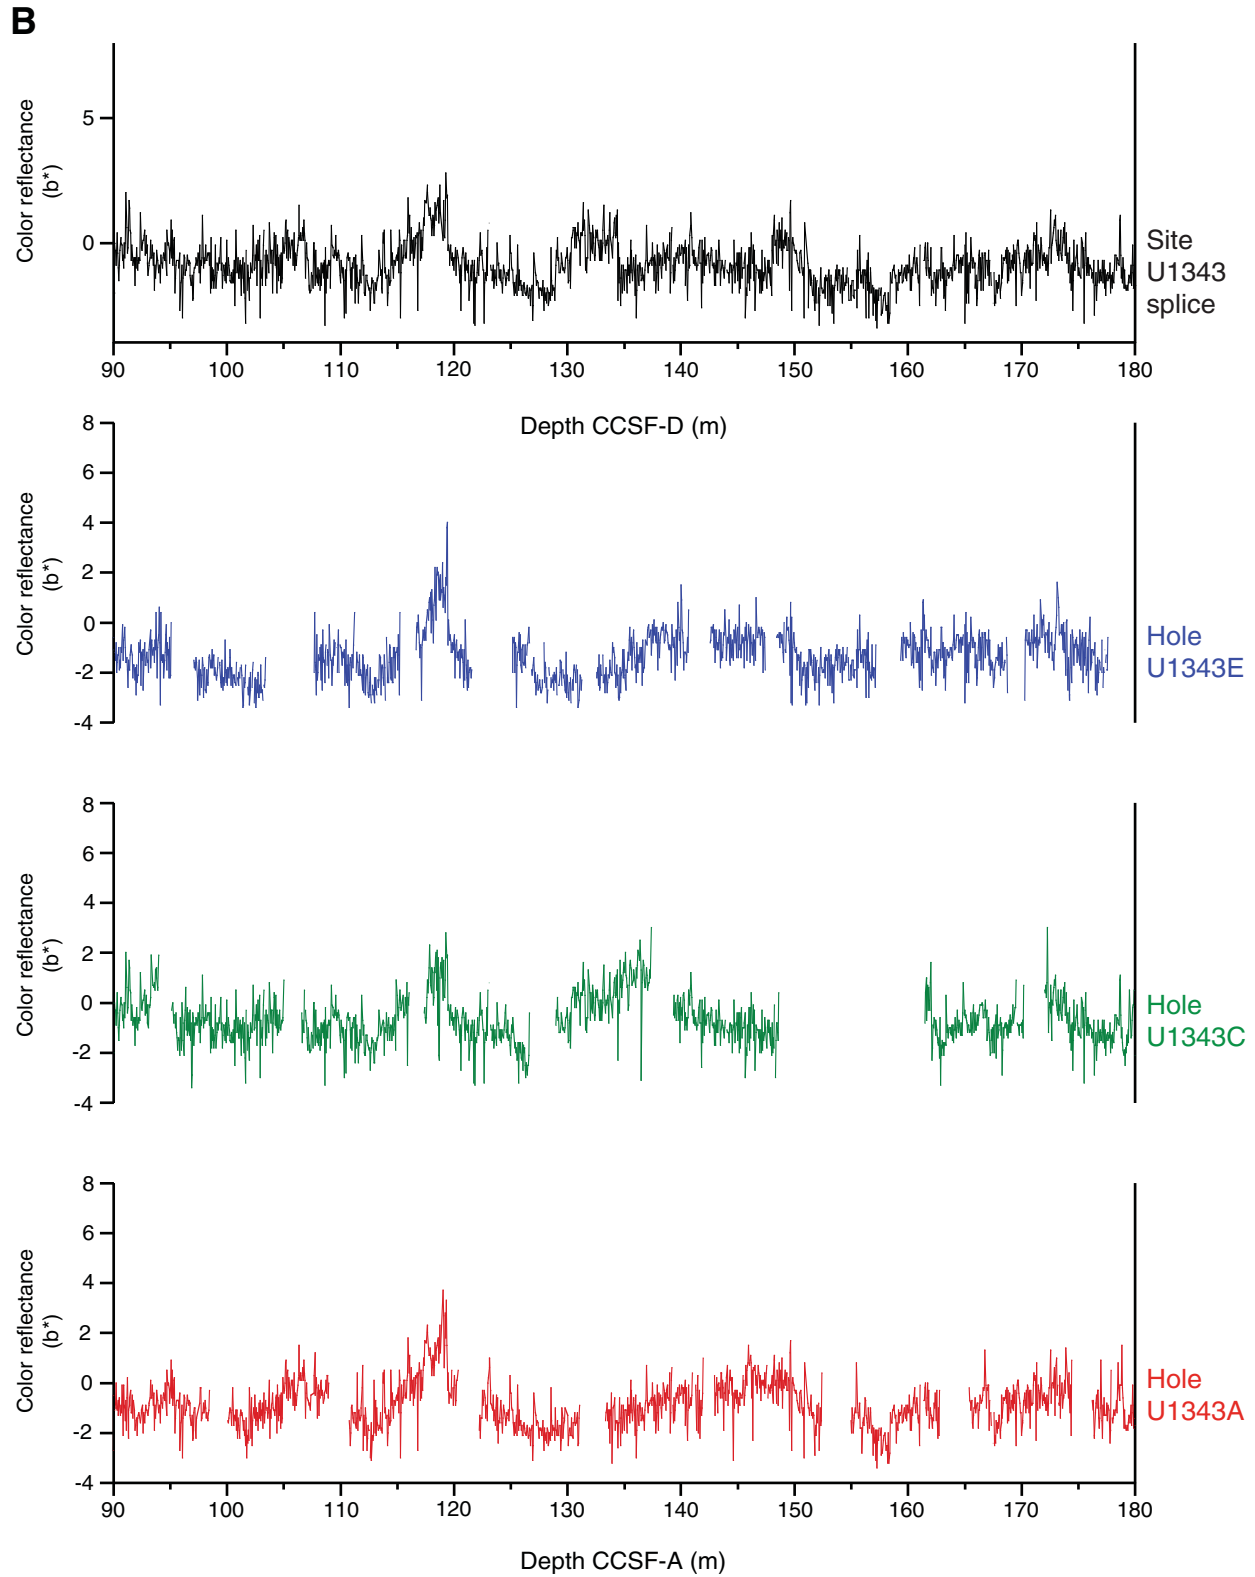 B
Color reflectance
(b*)
5
0
Site
U1343
splice
90 100 110 120 130 140 150 160 170 180
Depth CCSF-D (m)
Color reflectance
(b*)
8
6
4
2
0
-2
-4
Hole
U1343E
Color reflectance
(b*)
8
6
4
2
0
-2
-4
Hole
U1343C
Color reflectance
(b*)
8
6
4
2
0
-2
-4
Hole
U1343A
90 100 110 120 130 140 150 160 170 180
Depth CCSF-A (m)